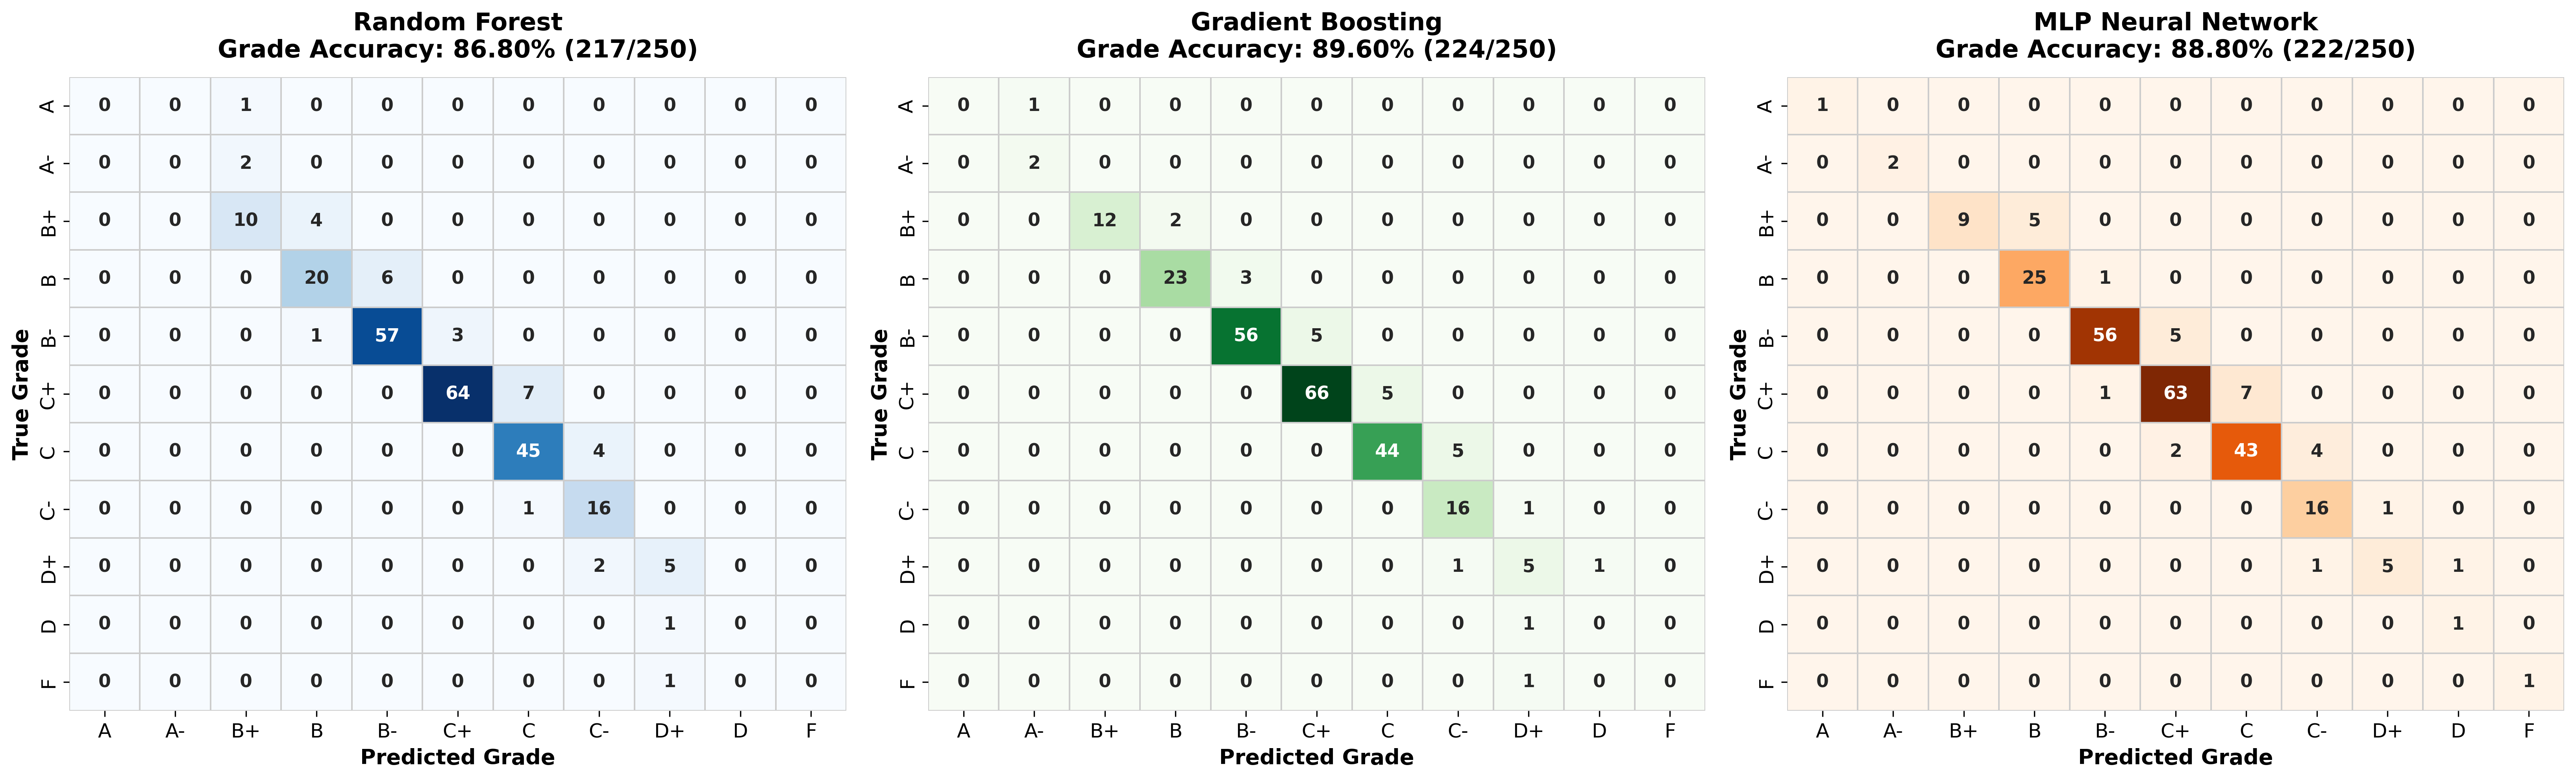 Random Forest
Grade Accuracy: 86.80% (217/250)
True Grade
A 0 0 1 0 0 0 0 0 0 0 0
A- 0 0 2 0 0 0 0 0 0 0 0
B+ 0 0 10 4 0 0 0 0 0 0 0
B 0 0 0 20 6 0 0 0 0 0 0
B- 0 0 0 1 57 3 0 0 0 0 0
C+ 0 0 0 0 0 64 7 0 0 0 0
C 0 0 0 0 0 0 45 4 0 0 0
C- 0 0 0 0 0 0 1 16 0 0 0
D+ 0 0 0 0 0 0 0 2 5 0 0
D 0 0 0 0 0 0 0 0 1 0 0
F 0 0 0 0 0 0 0 0 1 0 0
A A- B+ B B- C+ C C- D+ D F
Predicted Grade
Gradient Boosting
Grade Accuracy: 89.60% (224/250)
True Grade
A 0 1 0 0 0 0 0 0 0 0 0
A- 0 2 0 0 0 0 0 0 0 0 0
B+ 0 0 12 2 0 0 0 0 0 0 0
B 0 0 0 23 3 0 0 0 0 0 0
B- 0 0 0 0 56 5 0 0 0 0 0
C+ 0 0 0 0 0 66 5 0 0 0 0
C 0 0 0 0 0 0 44 5 0 0 0
C- 0 0 0 0 0 0 0 16 1 0 0
D+ 0 0 0 0 0 0 0 1 5 1 0
D 0 0 0 0 0 0 0 0 1 0 0
F 0 0 0 0 0 0 0 0 1 0 0
A A- B+ B B- C+ C C- D+ D F
Predicted Grade
MLP Neural Network
Grade Accuracy: 88.80% (222/250)
True Grade
A 1 0 0 0 0 0 0 0 0 0 0
A- 0 2 0 0 0 0 0 0 0 0 0
B+ 0 0 9 5 0 0 0 0 0 0 0
B 0 0 0 25 1 0 0 0 0 0 0
B- 0 0 0 0 56 5 0 0 0 0 0
C+ 0 0 0 0 1 63 7 0 0 0 0
C 0 0 0 0 0 2 43 4 0 0 0
C- 0 0 0 0 0 0 0 16 1 0 0
D+ 0 0 0 0 0 0 0 1 5 1 0
D 0 0 0 0 0 0 0 0 0 1 0
F 0 0 0 0 0 0 0 0 0 0 1
A A- B+ B B- C+ C C- D+ D F
Predicted Grade